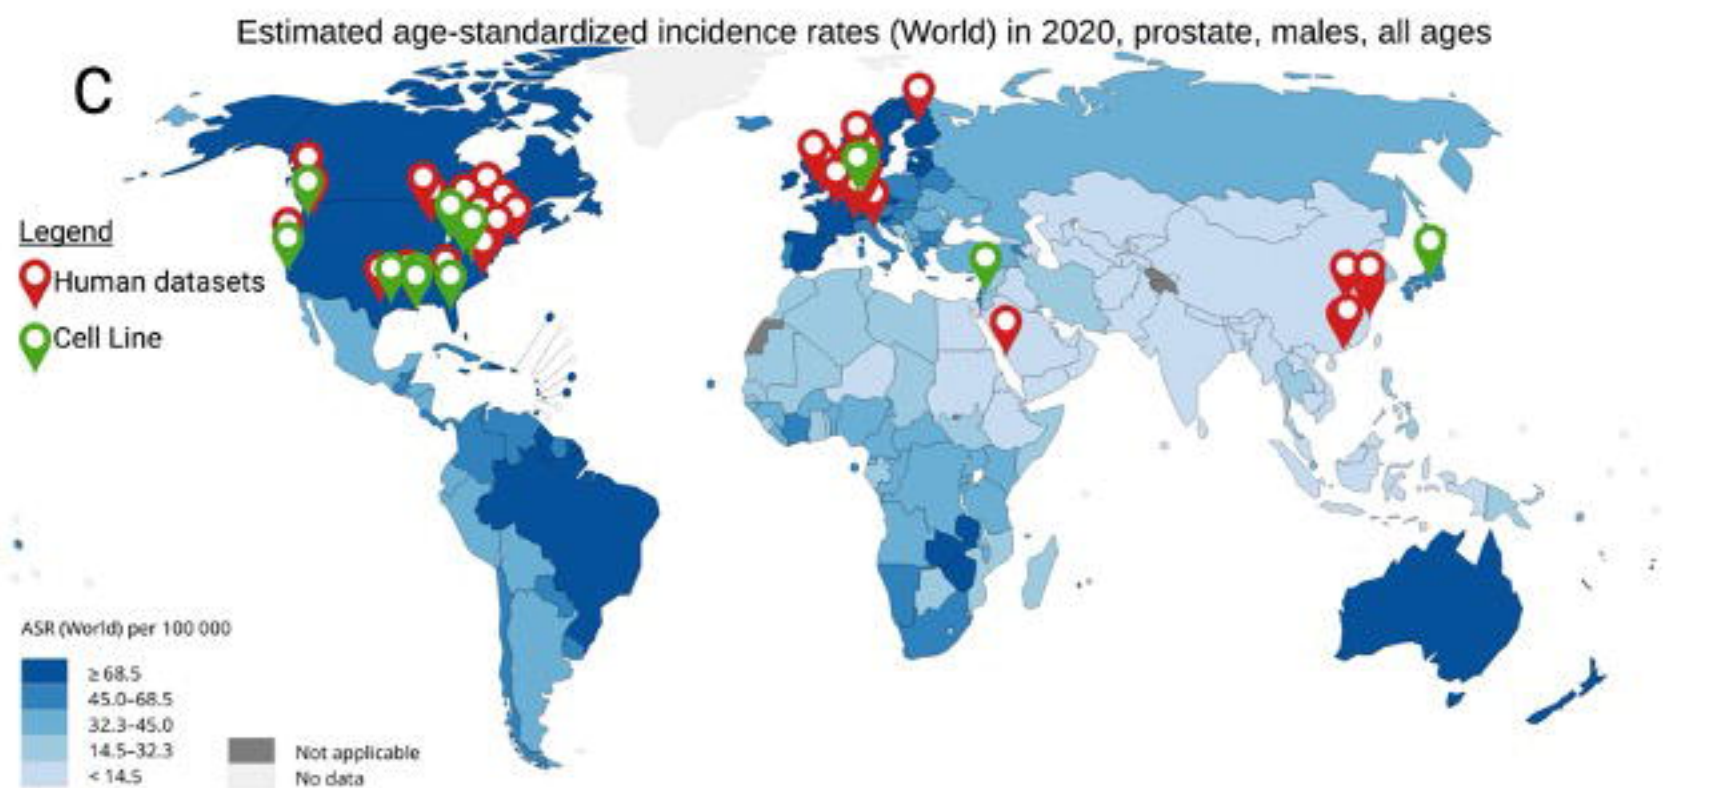 Estimated age-standardized incidence rates (World) in 2020, prostate, males, all ages
C
Legend
Human datasets
Cell Line
ASR (World) per 100 000
≥ 68.5
45.0–68.5
32.3–45.0
14.5–32.3
< 14.5
Not applicable
No data